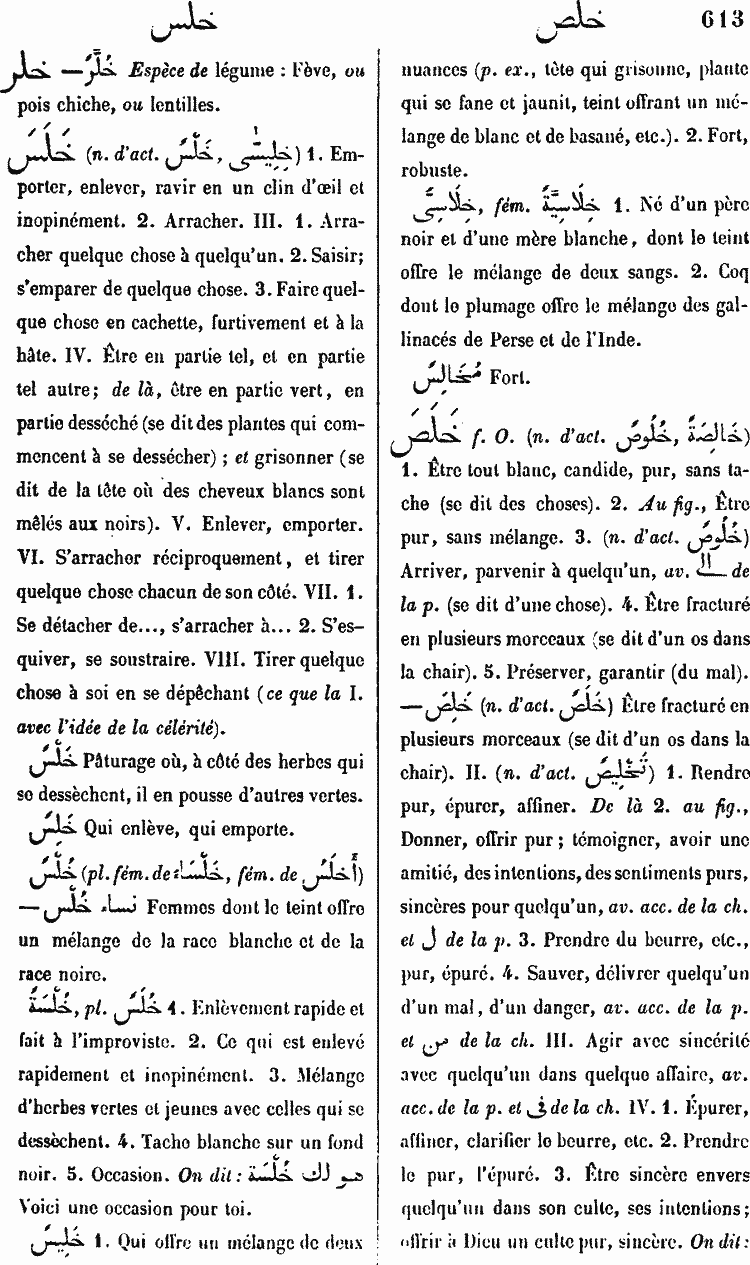 خلس
خلص 613
خلر — خُلَّرٌ Espèce de légume : Fève, ou
pois chiche, ou lentilles.
خَلَسَ (n. d'act. خَلْسٌ, خِلِيسَى) 1. Em-
porter, enlever, ravir en un clin d'œil et
inopinément. 2. Arracher. III. 1. Arra-
cher quelque chose à quelqu'un. 2. Saisir;
s'emparer de quelque chose. 3. Faire quel-
que chose en cachette, furtivement et à la
hâte. IV. Être en partie tel, et en partie
tel autre; de là, être en partie vert, en
partie desséché (se dit des plantes qui com-
mencent à se dessécher) ; et grisonner (se
dit de la tête où des cheveux blancs sont
mêlés aux noirs). V. Enlever, emporter.
VI. S'arracher réciproquement, et tirer
quelque chose chacun de son côté. VII. 1.
Se détacher de..., s'arracher à... 2. S'es-
quiver, se soustraire. VIII. Tirer quelque
chose à soi en se dépêchant (ce que la I.
avec l'idée de la célérité).
خَلْسٌ Pâturage où, à côté des herbes qui
se dessèchent, il en pousse d'autres vertes.
خَلِسٌ Qui enlève, qui emporte.
خُلْسٌ (pl. fém. de خَلْسَاءُ, fém. de أَخْلَسُ)
— نساء خُلْسٌ Femmes dont le teint offre
un mélange de la race blanche et de la
race noire.
خُلْسَةٌ, pl. خُلَسٌ 1. Enlèvement rapide et
fait à l'improviste. 2. Ce qui est enlevé
rapidement et inopinément. 3. Mélange
d'herbes vertes et jeunes avec celles qui se
dessèchent. 4. Tache blanche sur un fond
noir. 5. Occasion. On dit : هو لك خُلْسَة
Voici une occasion pour toi.
خَلِيسٌ 1. Qui offre un mélange de deux
nuances (p. ex., tête qui grisonne, plante
qui se fane et jaunit, teint offrant un mé-
lange de blanc et de basané, etc.). 2. Fort,
robuste.
خِلَاسِىٌّ, fém. خِلَاسِيَّةٌ 1. Né d'un père
noir et d'une mère blanche, dont le teint
offre le mélange de deux sangs. 2. Coq
dont le plumage offre le mélange des gal-
linacés de Perse et de l'Inde.
مُخَالِسٌ Fort.
خَلَصَ f. O. (n. d'act. خُلُوصٌ, خَالِصَةٌ)
1. Être tout blanc, candide, pur, sans ta-
che (se dit des choses). 2. Au fig., Être
pur, sans mélange. 3. (n. d'act. خُلُوصٌ)
Arriver, parvenir à quelqu'un, av. الى de
la p. (se dit d'une chose). 4. Être fracturé
en plusieurs morceaux (se dit d'un os dans
la chair). 5. Préserver, garantir (du mal).
— خَلِصَ (n. d'act. خَلَصٌ) Être fracturé en
plusieurs morceaux (se dit d'un os dans la
chair). II. (n. d'act. تَخْلِيصٌ) 1. Rendre
pur, épurer, affiner. De là 2. au fig.,
Donner, offrir pur ; témoigner, avoir une
amitié, des intentions, des sentiments purs,
sincères pour quelqu'un, av. acc. de la ch.
et ل de la p. 3. Prendre du beurre, etc.,
pur, épuré. 4. Sauver, délivrer quelqu'un
d'un mal, d'un danger, av. acc. de la p.
et من de la ch. III. Agir avec sincérité
avec quelqu'un dans quelque affaire, av.
acc. de la p. et فى de la ch. IV. 1. Épurer,
affiner, clarifier le beurre, etc. 2. Prendre
le pur, l'épuré. 3. Être sincère envers
quelqu'un dans son culte, ses intentions;
offrir à Dieu un culte pur, sincère. On dit :